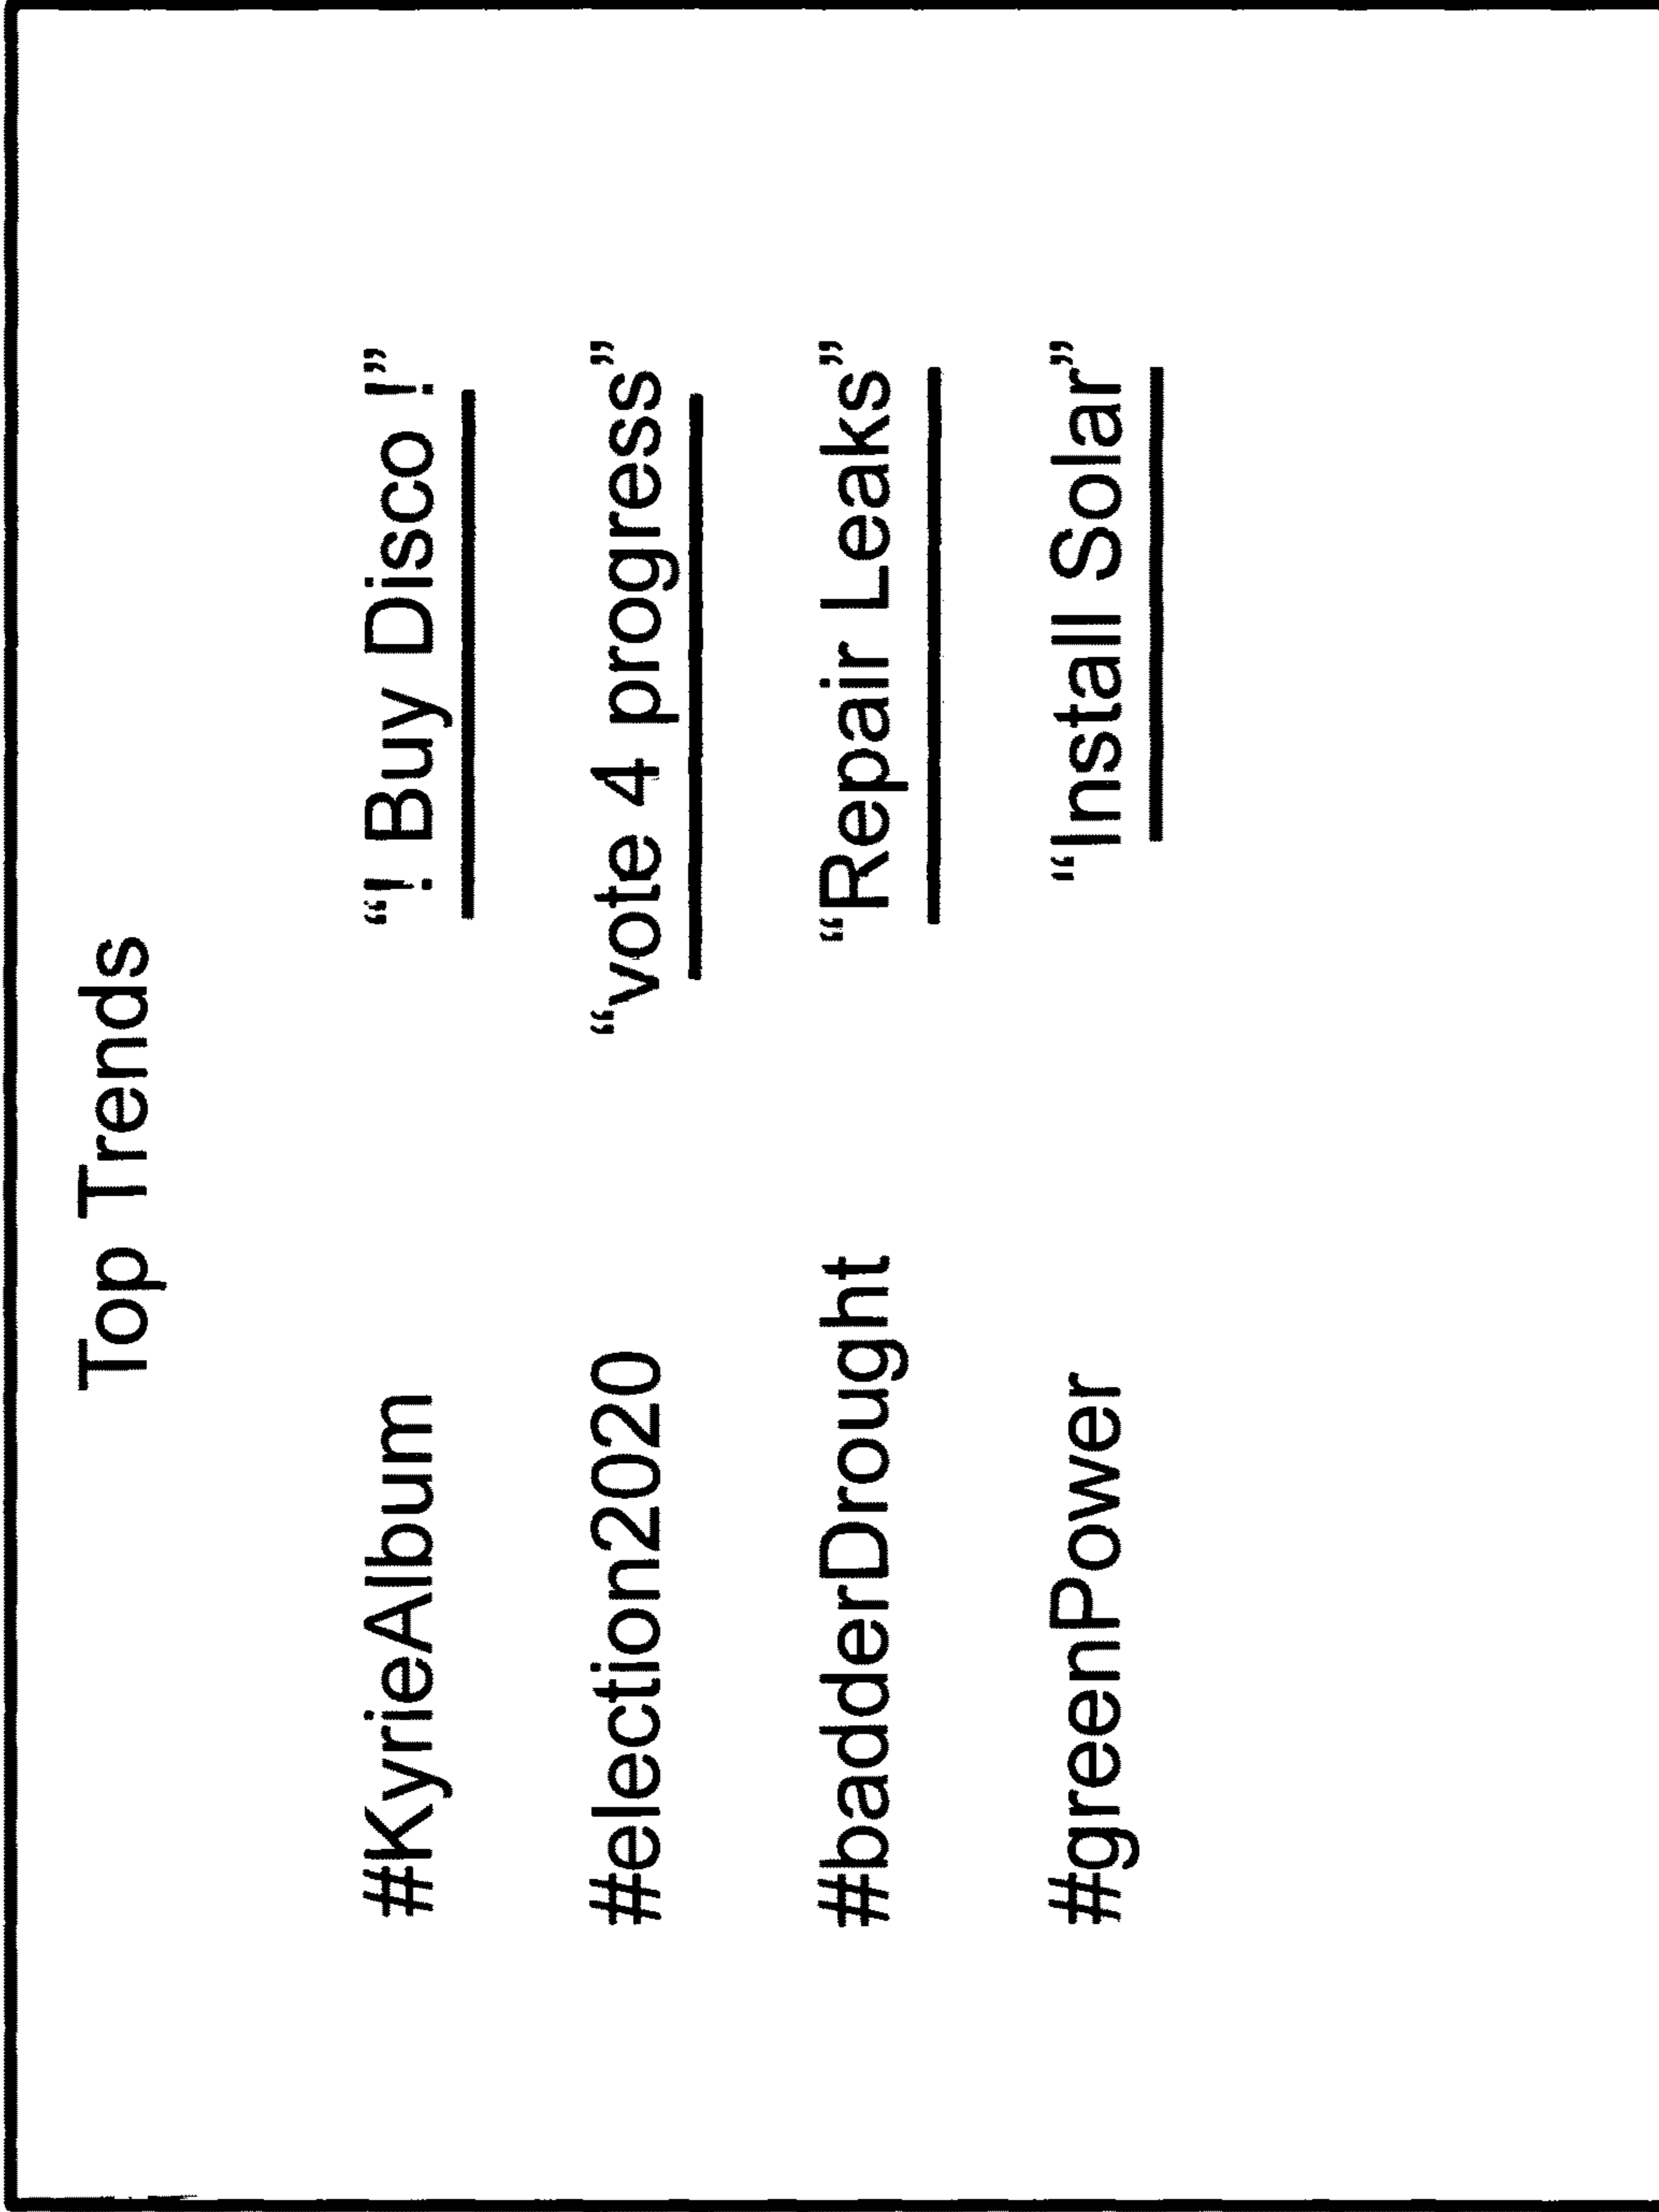 Top Trends
#KyrieAlbum “! Buy Disco !”
#election2020 “vote 4 progress”
#badderDrought “Repair Leaks”
#greenPower “Install Solar”